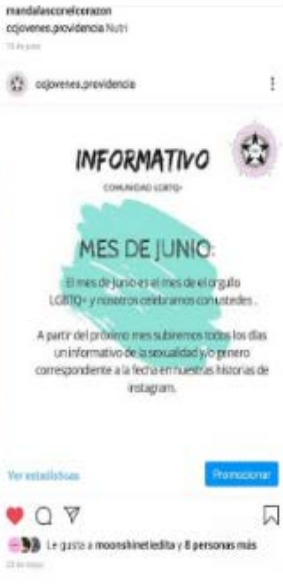 mandalasconelcorazon
ccjovenes.providencia Nutri
ccjovenes.providencia
INFORMATIVO
COMUNIDAD LGBTQ+
MES DE JUNIO:
El mes de Junio es el mes de el orgullo
LGBTQ+ y nosotros celebramos con ustedes.
A partir del próximo mes subiremos todos los días
un informativo de la sexualidad y/o genero
correspondiente a la fecha en nuestras historias de
instagram.
Ver estadísticas
Promocionar
Le gusta a moonshinetiedita y 8 personas más